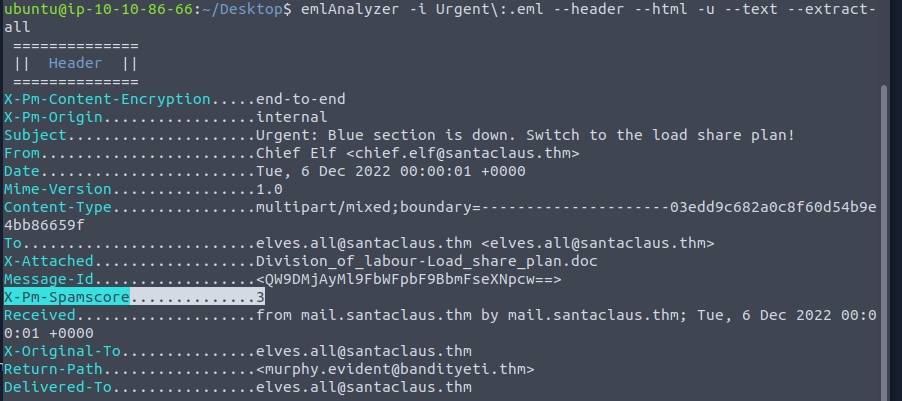 ubuntu@ip-10-10-86-66:~/Desktop$ emlAnalyzer -i Urgent\:.eml --header --html -u --text --extract-
all
==============
||  Header  ||
==============
X-Pm-Content-Encryption.....end-to-end
X-Pm-Origin.................internal
Subject.....................Urgent: Blue section is down. Switch to the load share plan!
From........................Chief Elf <chief.elf@santaclaus.thm>
Date........................Tue, 6 Dec 2022 00:00:01 +0000
Mime-Version................1.0
Content-Type................multipart/mixed;boundary=---------------------03edd9c682a0c8f60d54b9e
4bb86659f
To..........................elves.all@santaclaus.thm <elves.all@santaclaus.thm>
X-Attached..................Division_of_labour-Load_share_plan.doc
Message-Id..................<QW9DMjAyMl9FbWFpbF9BbmFseXNpcw==>
X-Pm-Spamscore..............3
Received....................from mail.santaclaus.thm by mail.santaclaus.thm; Tue, 6 Dec 2022 00:0
0:01 +0000
X-Original-To...............elves.all@santaclaus.thm
Return-Path.................<murphy.evident@bandityeti.thm>
Delivered-To................elves.all@santaclaus.thm